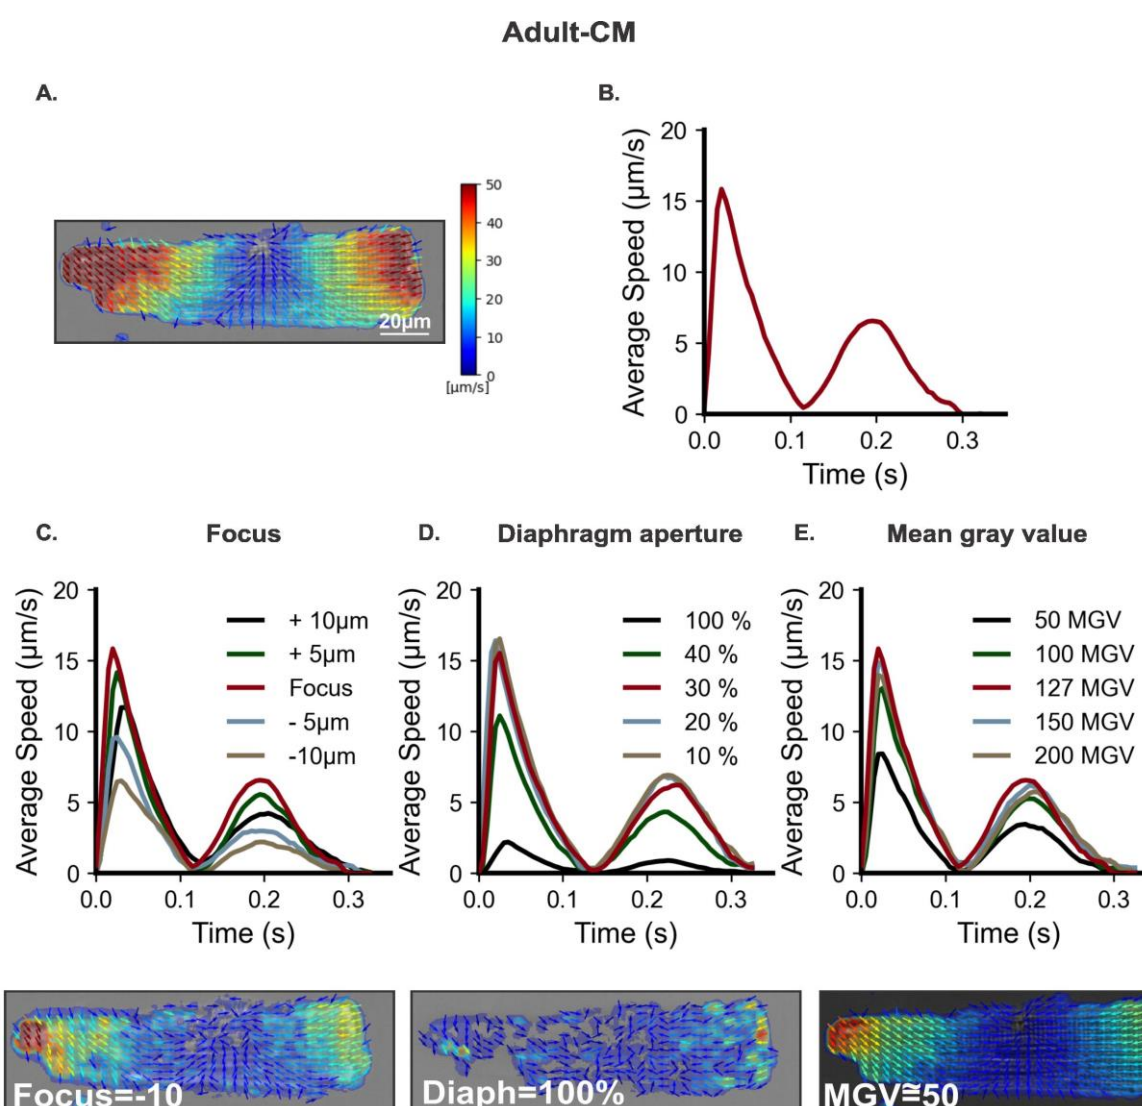 Adult-CM
A.
B.
50
40
30
20
10
0
[µm/s]
20µm
Average Speed (µm/s)
20
15
10
5
0
0.0 0.1 0.2 0.3
Time (s)
C. Focus
Average Speed (µm/s)
20
15
10
5
0
0.0 0.1 0.2 0.3
Time (s)
+ 10µm
+ 5µm
Focus
- 5µm
-10µm
D. Diaphragm aperture
Average Speed (µm/s)
20
15
10
5
0
0.0 0.1 0.2 0.3
Time (s)
100 %
40 %
30 %
20 %
10 %
E. Mean gray value
Average Speed (µm/s)
20
15
10
5
0
0.0 0.1 0.2 0.3
Time (s)
50 MGV
100 MGV
127 MGV
150 MGV
200 MGV
Focus=-10
Diaph=100%
MGV≅50